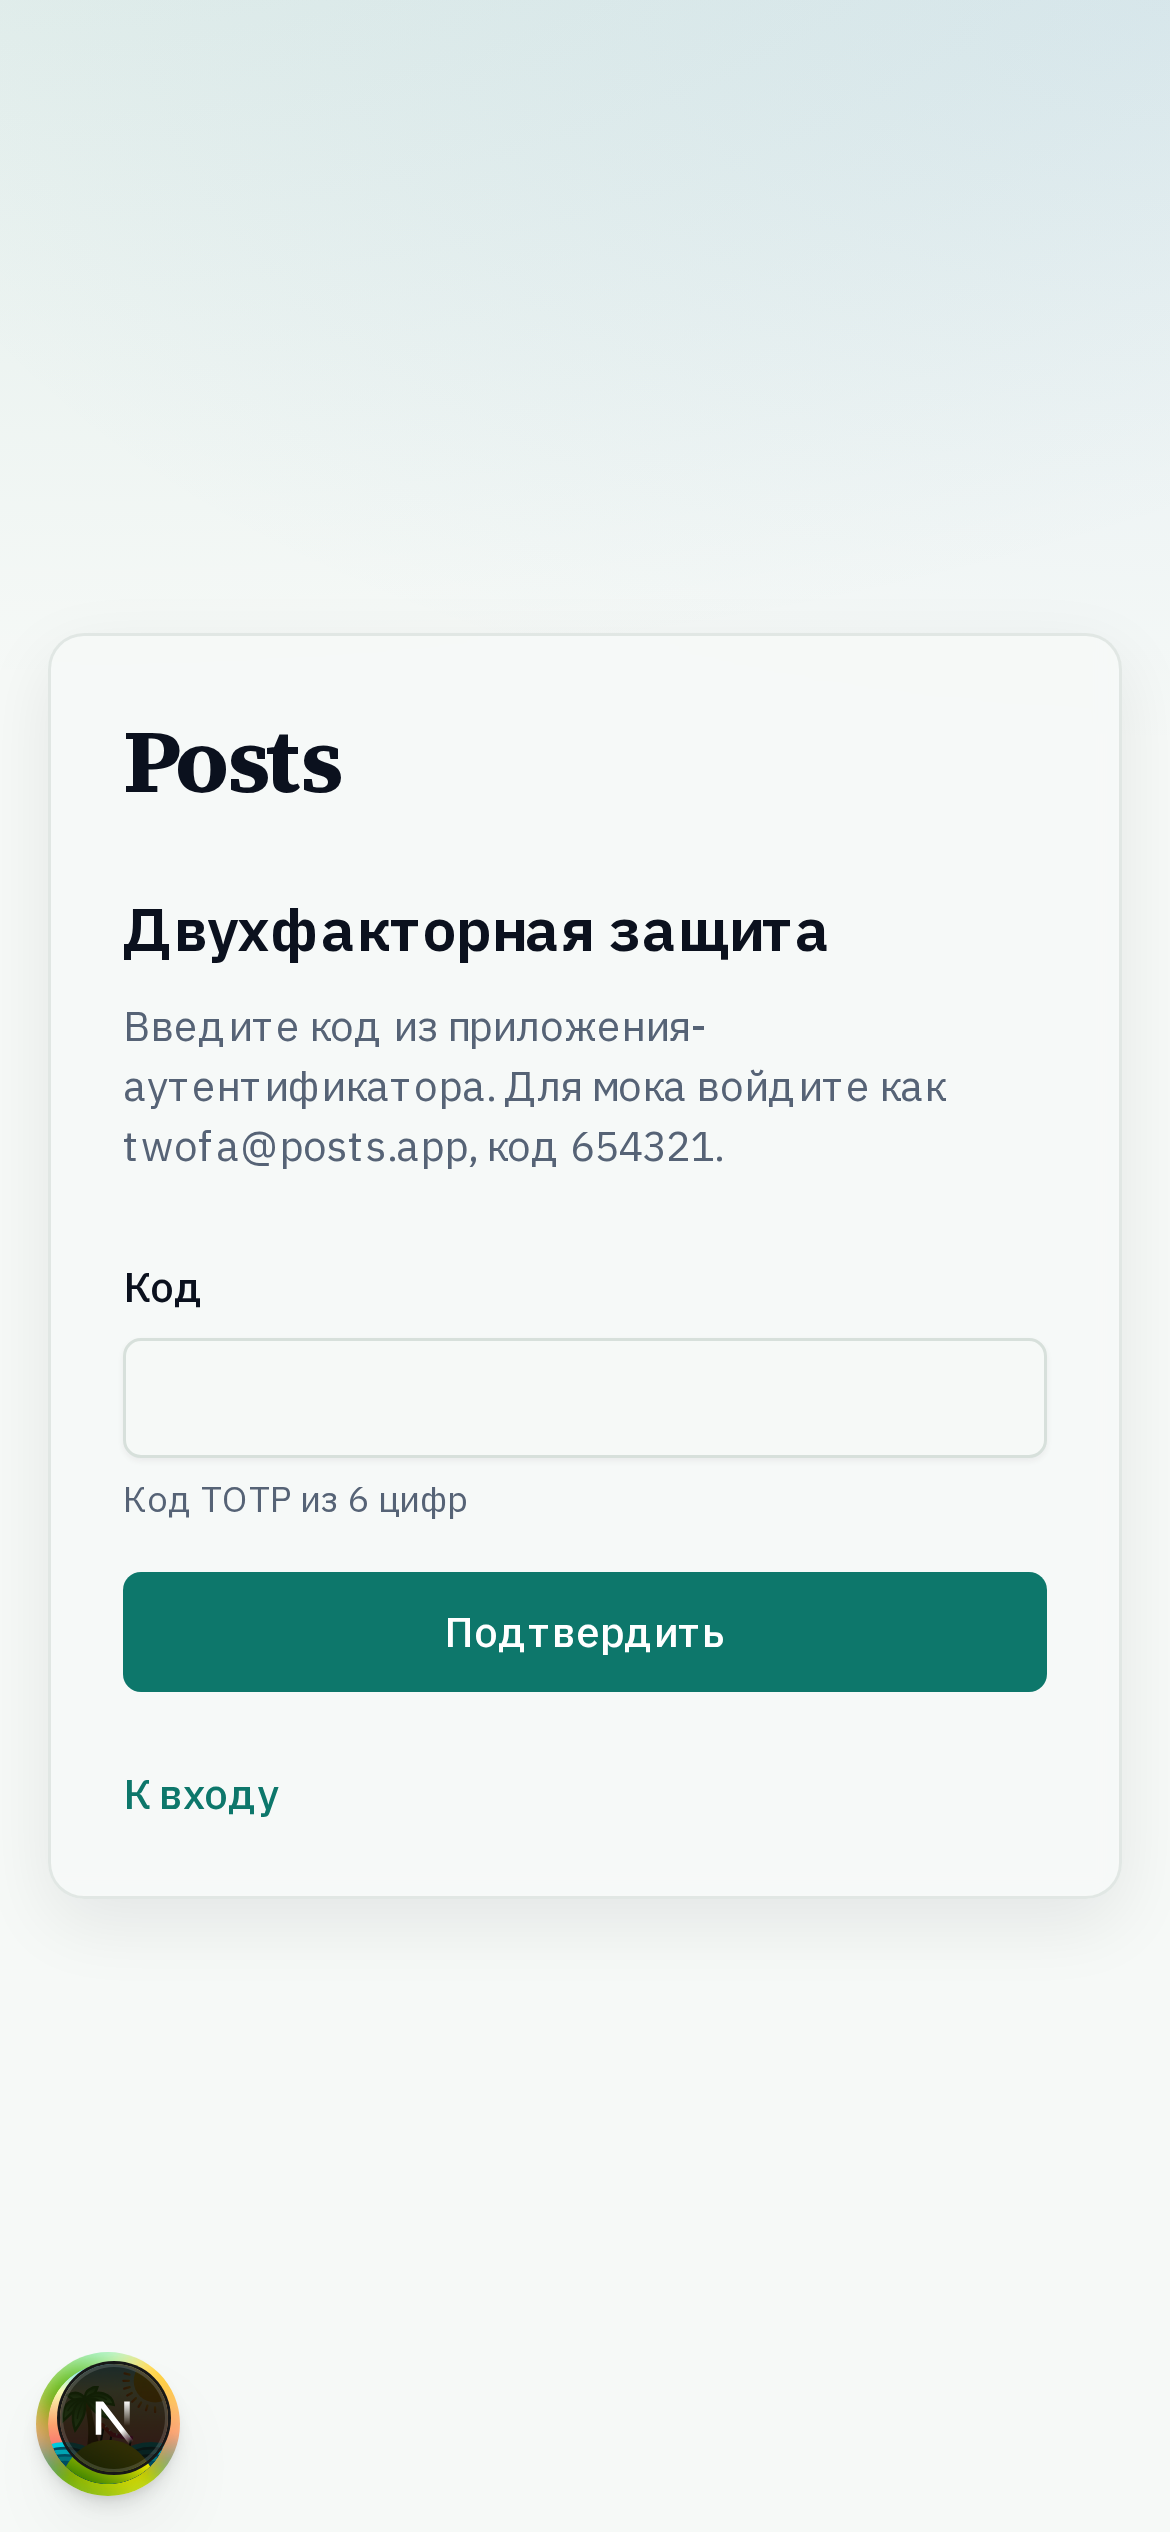 Posts
Двухфакторная защита
Введите код из приложения-
аутентификатора. Для мока войдите как
twofa@posts.app, код 654321.
Код
Код TOTP из 6 цифр
Подтвердить
К входу
N